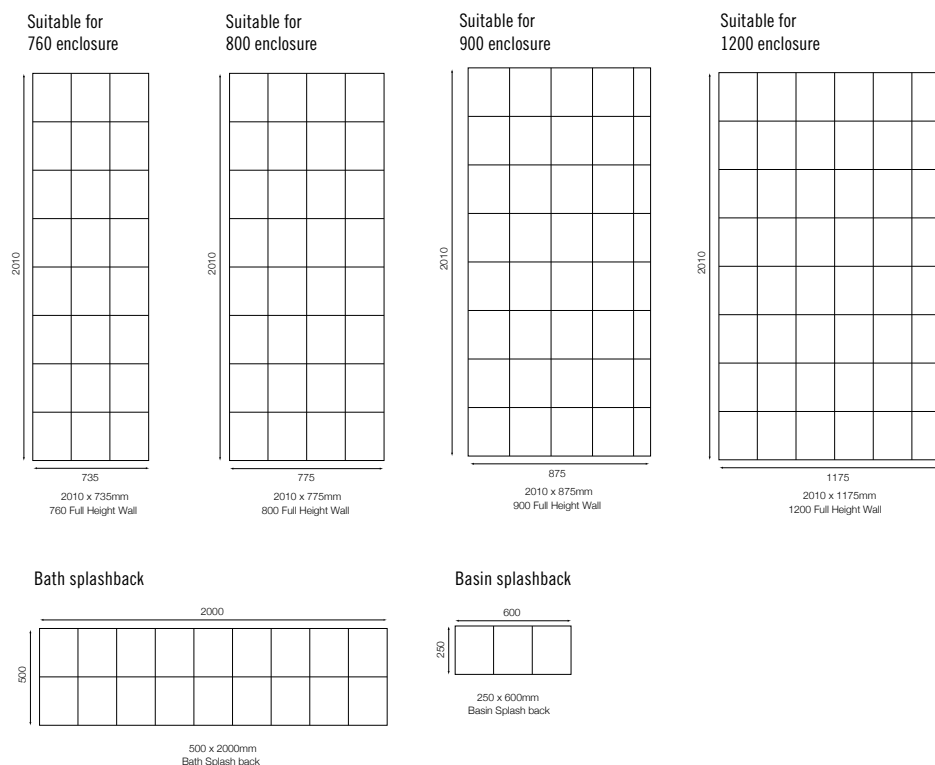 Suitable for
760 enclosure
2010
735
2010 x 735mm
760 Full Height Wall
Suitable for
800 enclosure
2010
775
2010 x 775mm
800 Full Height Wall
Suitable for
900 enclosure
2010
875
2010 x 875mm
900 Full Height Wall
Suitable for
1200 enclosure
2010
1175
2010 x 1175mm
1200 Full Height Wall
Bath splashback
2000
500
500 x 2000mm
Bath Splash back
Basin splashback
600
250
250 x 600mm
Basin Splash back